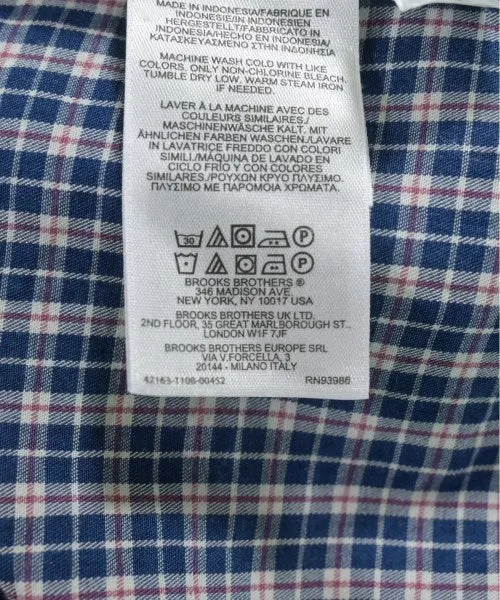 MADE IN INDONESIA/FABRIQUE EN
INDONESIE/IN INDONESIEN
HERGESTELLT/FABBRICATO IN
INDONESIA/HECHO EN INDONESIA/
ΚΑΤΑΣΚΕΥΑΣΜΕΝΟ ΣΤΗΝ ΙΝΔΟΝΗΣΙΑ
MACHINE WASH COLD WITH LIKE
COLORS. ONLY NON-CHLORINE BLEACH.
TUMBLE DRY LOW. WARM STEAM IRON
IF NEEDED.
LAVER À LA MACHINE AVEC DES
COULEURS SIMILAIRES./
MASCHINENWÄSCHE KALT. MIT
ÄHNLICHEN FARBEN WASCHEN./LAVARE
IN LAVATRICE FREDDO CON COLORI
SIMILI./MÁQUINA DE LAVADO EN
CICLO FRÍO Y CON COLORES
SIMILARES./ΡΟΥΧΩΝ ΚΡΥΟ ΠΛΥΣΙΜΟ.
ΠΛΥΣΙΜΟ ΜΕ ΠΑΡΟΜΟΙΑ ΧΡΩΜΑΤΑ.
30 P
P
BROOKS BROTHERS ®
346 MADISON AVE.
NEW YORK, NY 10017 USA
BROOKS BROTHERS UK LTD.
2ND FLOOR, 35 GREAT MARLBOROUGH ST.,
LONDON W1F 7JF
BROOKS BROTHERS EUROPE SRL
VIA V.FORCELLA, 3
20144 - MILANO ITALY
42163-1108-00452 RN93986